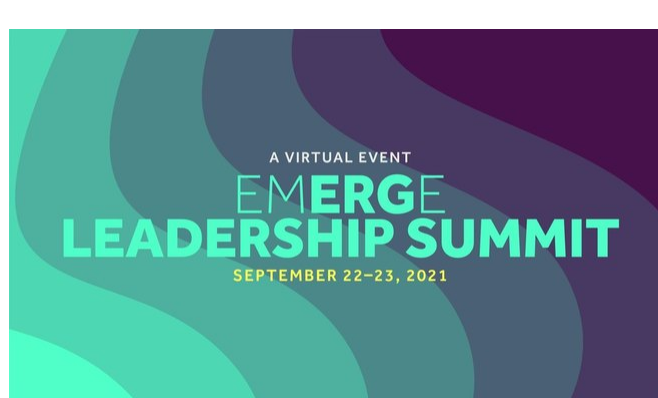 A VIRTUAL EVENT
EMERGE
LEADERSHIP SUMMIT
SEPTEMBER 22–23, 2021